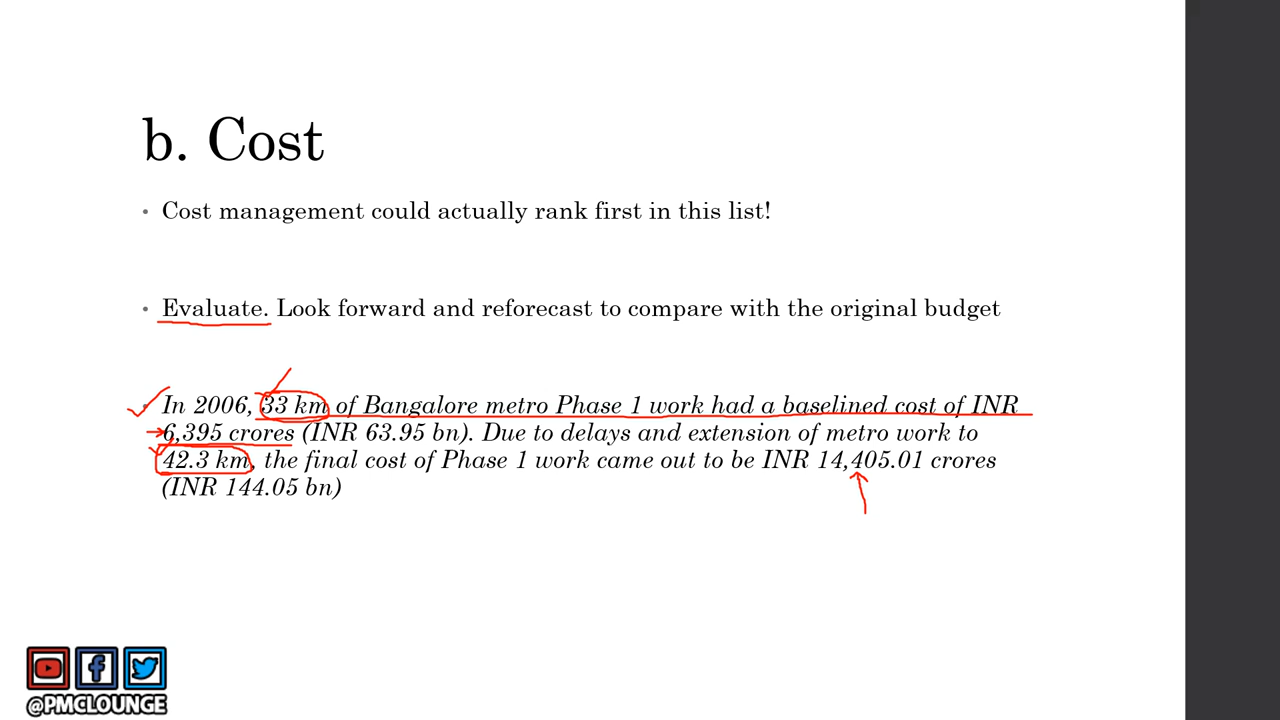 b. Cost
• Cost management could actually rank first in this list!
• Evaluate. Look forward and reforecast to compare with the original budget
• In 2006, 33 km of Bangalore metro Phase 1 work had a baselined cost of INR
6,395 crores (INR 63.95 bn). Due to delays and extension of metro work to
42.3 km, the final cost of Phase 1 work came out to be INR 14,405.01 crores
(INR 144.05 bn)
@PMCLOUNGE